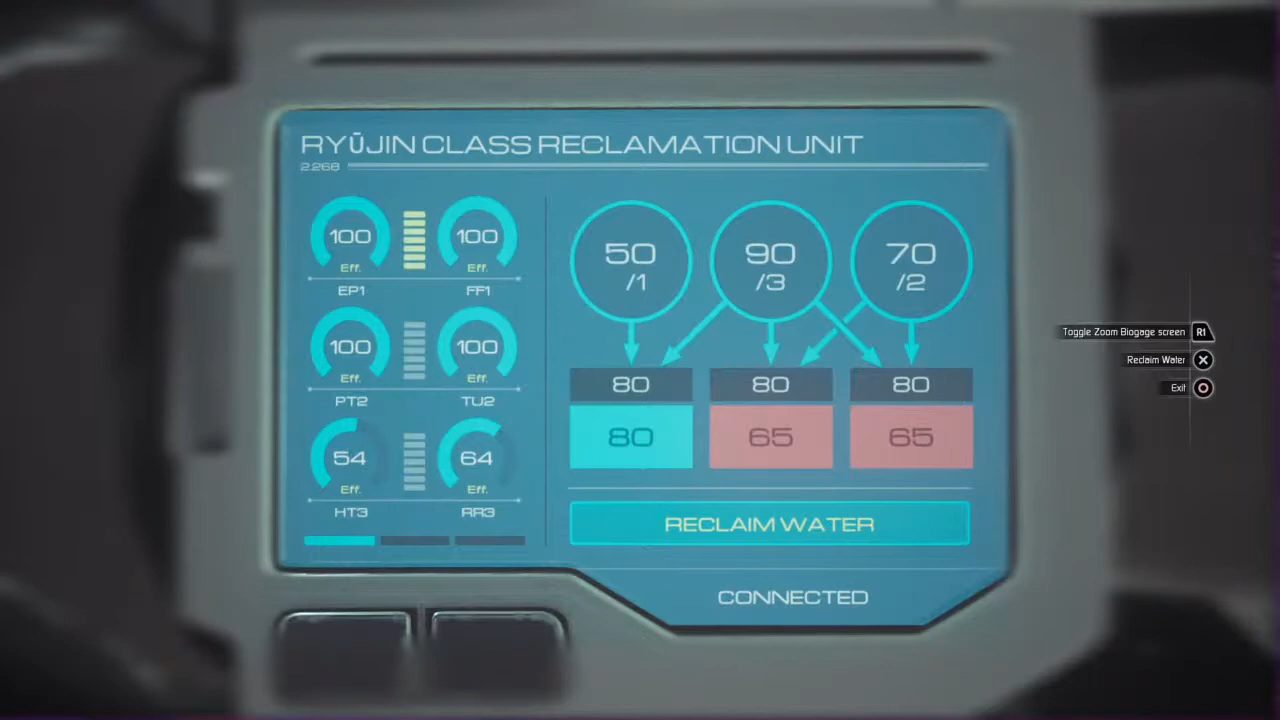 RYŪJIN CLASS RECLAMATION UNIT
2.268
100 Eff. EP1
100 Eff. FF1
100 Eff. PT2
100 Eff. TU2
54 Eff. HT3
64 Eff. RR3
50 /1
90 /3
70 /2
80 80 80
80 65 65
RECLAIM WATER
CONNECTED
Toggle Zoom Biogage screen R1
Reclaim Water
Exit